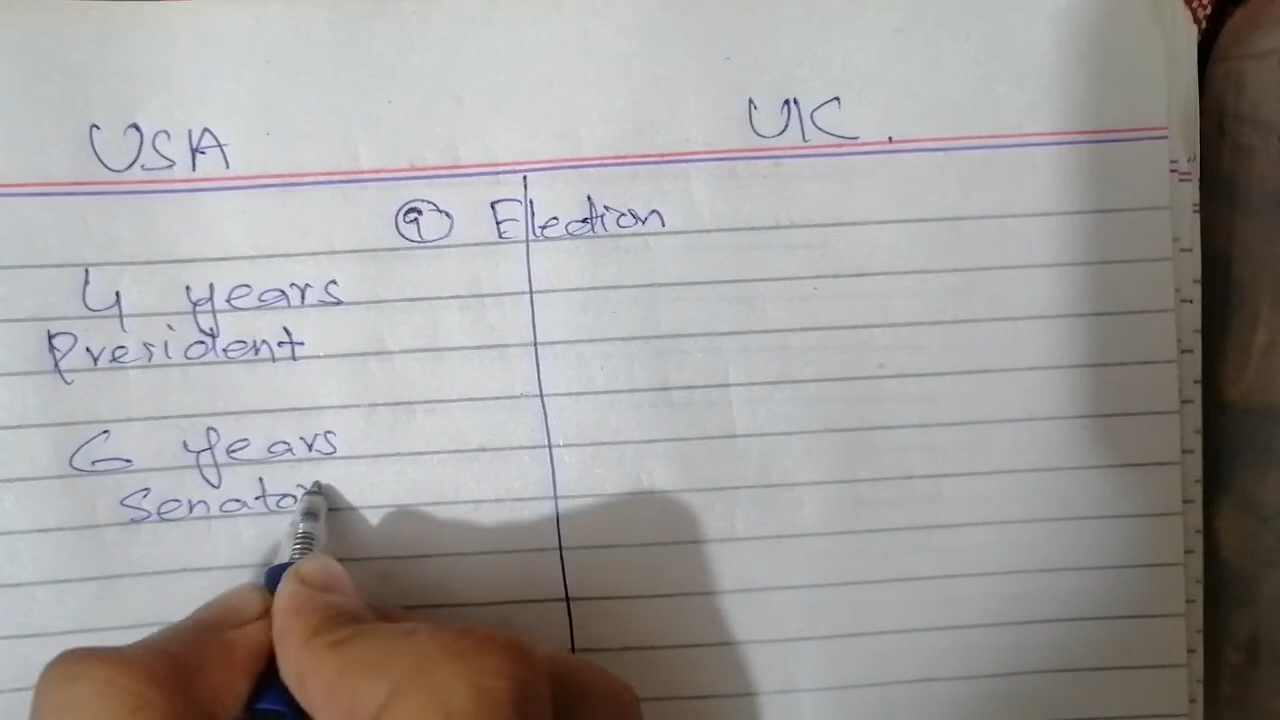 USA
UK.
9 Election
4 years
President
6 years
Senator